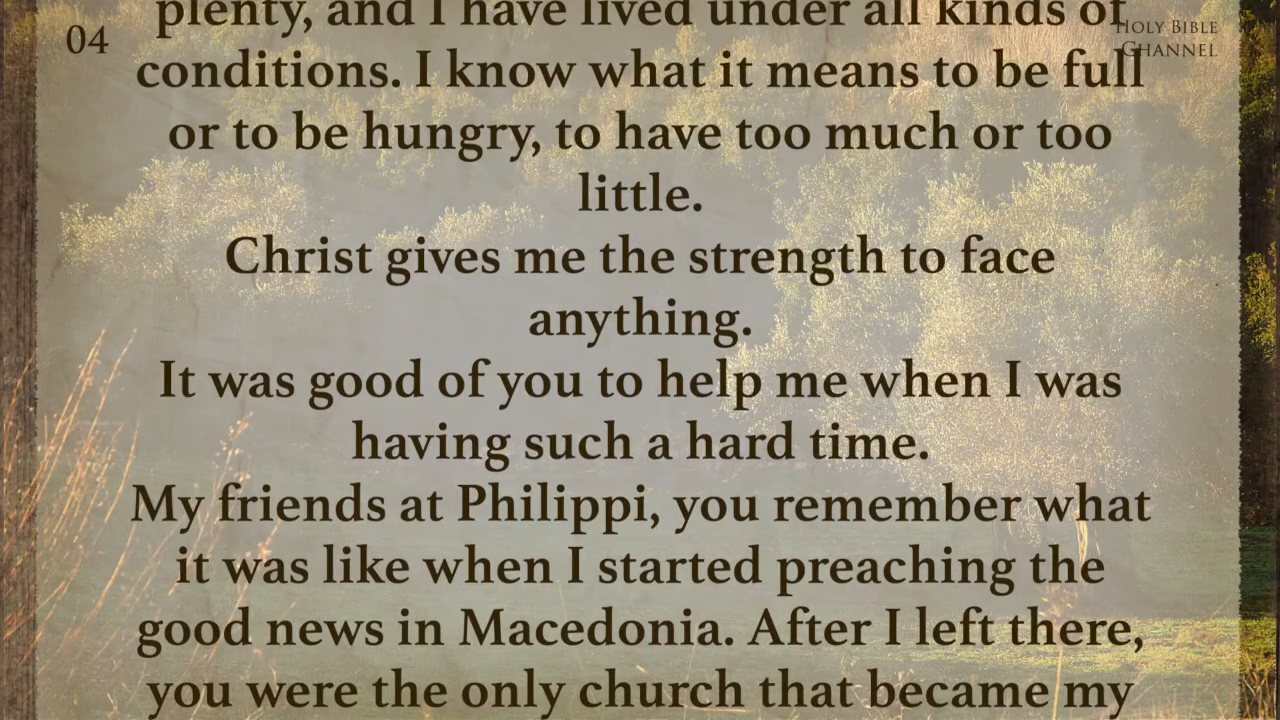 04
HOLY BIBLE
CHANNEL
plenty, and I have lived under all kinds of
conditions. I know what it means to be full
or to be hungry, to have too much or too
little.
Christ gives me the strength to face
anything.
It was good of you to help me when I was
having such a hard time.
My friends at Philippi, you remember what
it was like when I started preaching the
good news in Macedonia. After I left there,
you were the only church that became my